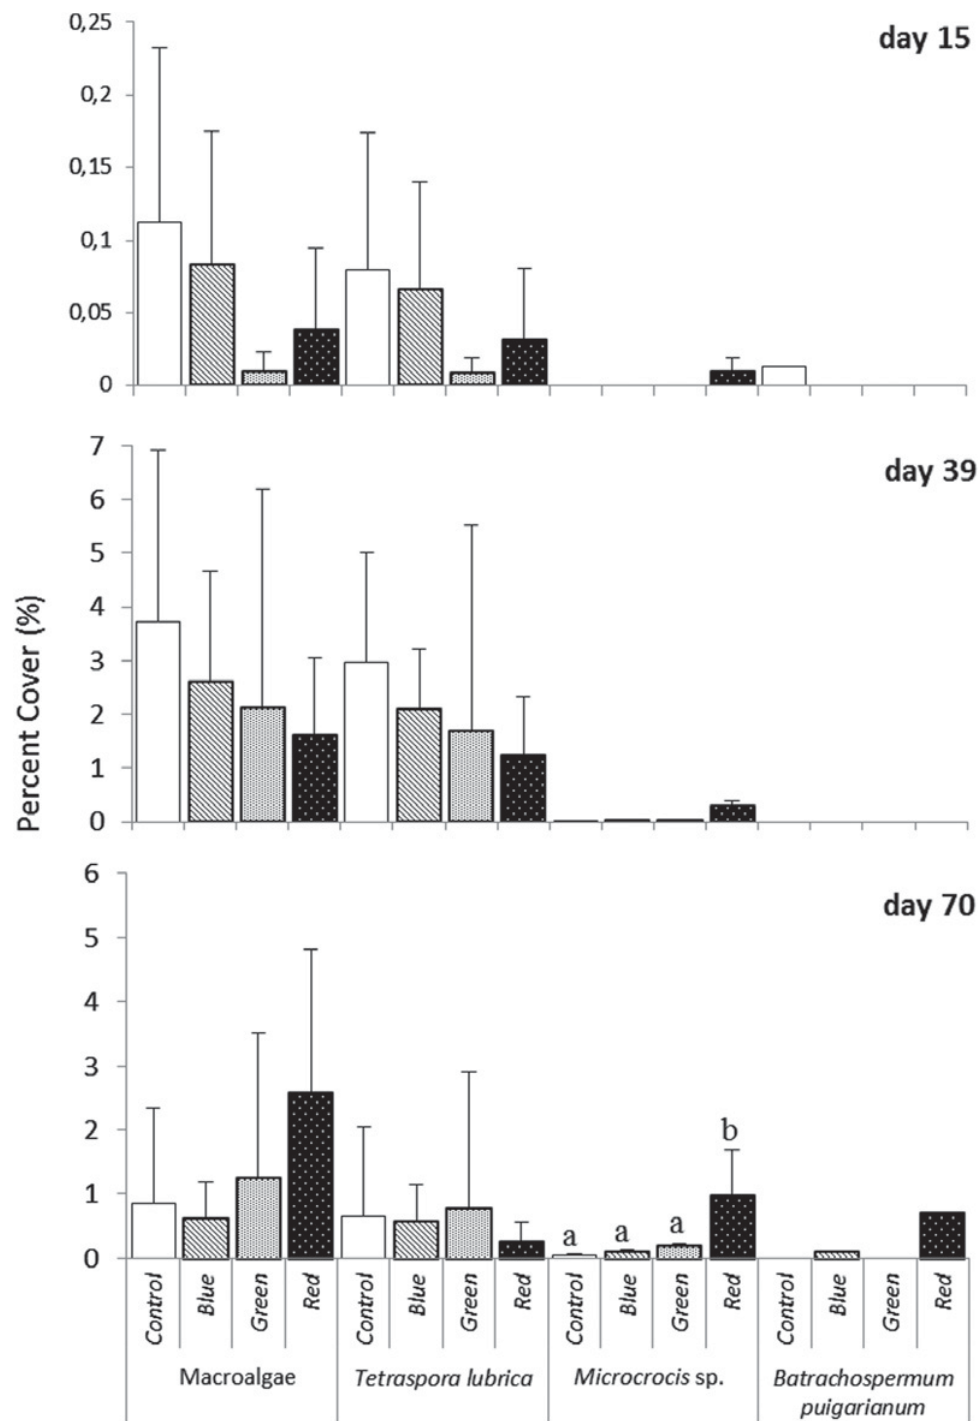 day 15
0,25
0,2
0,15
0,1
0,05
0
day 39
7
6
5
4
3
2
1
0
Percent Cover (%)
day 70
6
5
4
3
2
1
0
a
a
a
b
Control
Blue
Green
Red
Control
Blue
Green
Red
Control
Blue
Green
Red
Control
Blue
Green
Red
Macroalgae
Tetraspora lubrica
Microcrocis sp.
Batrachospermum
puigarianum